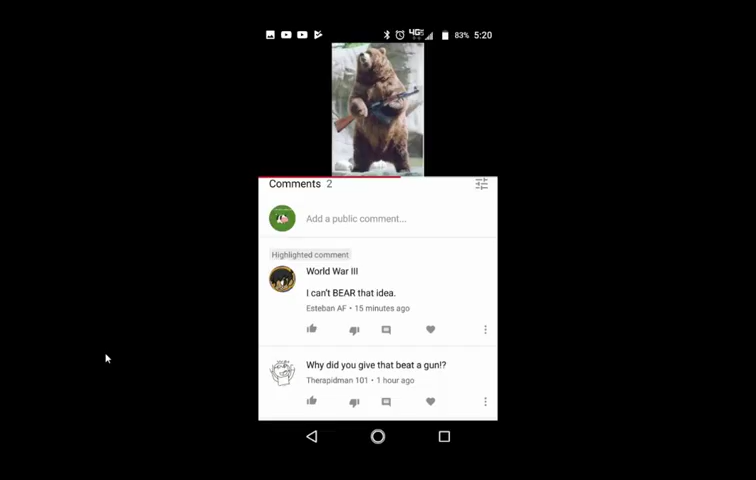 4G 83% 5:20
Comments 2
Add a public comment...
Highlighted comment
World War III
I can't BEAR that idea.
Esteban AF • 15 minutes ago
Why did you give that beat a gun!?
Therapidman 101 • 1 hour ago